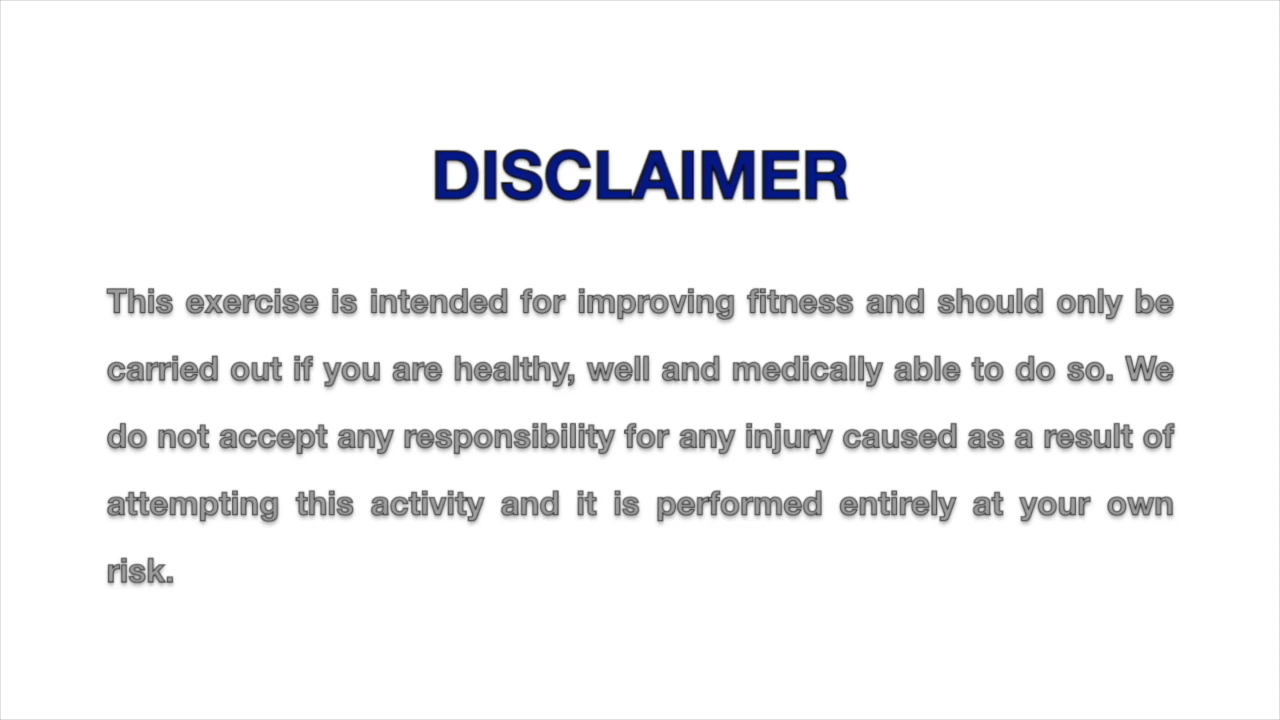 DISCLAIMER
This exercise is intended for improving fitness and should only be
carried out if you are healthy, well and medically able to do so. We
do not accept any responsibility for any injury caused as a result of
attempting this activity and it is performed entirely at your own
risk.